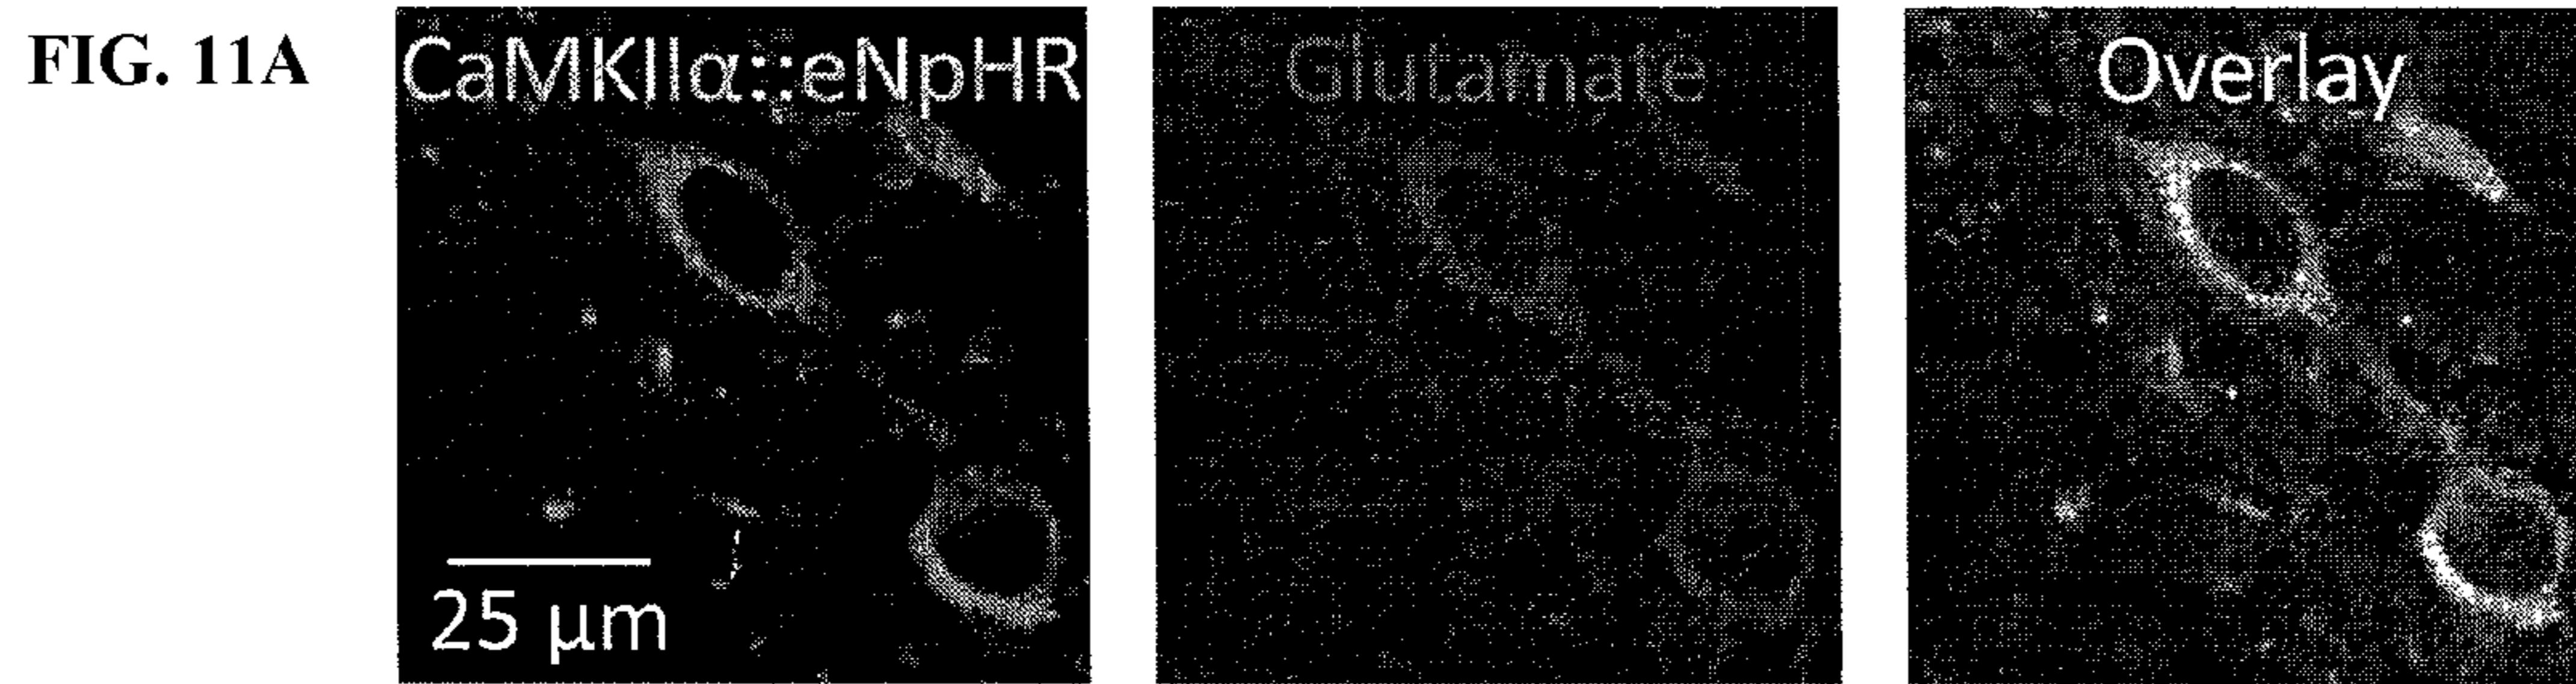 FIG. 11A
CaMKIIα::eNpHR
Glutamate
Overlay
25 μm